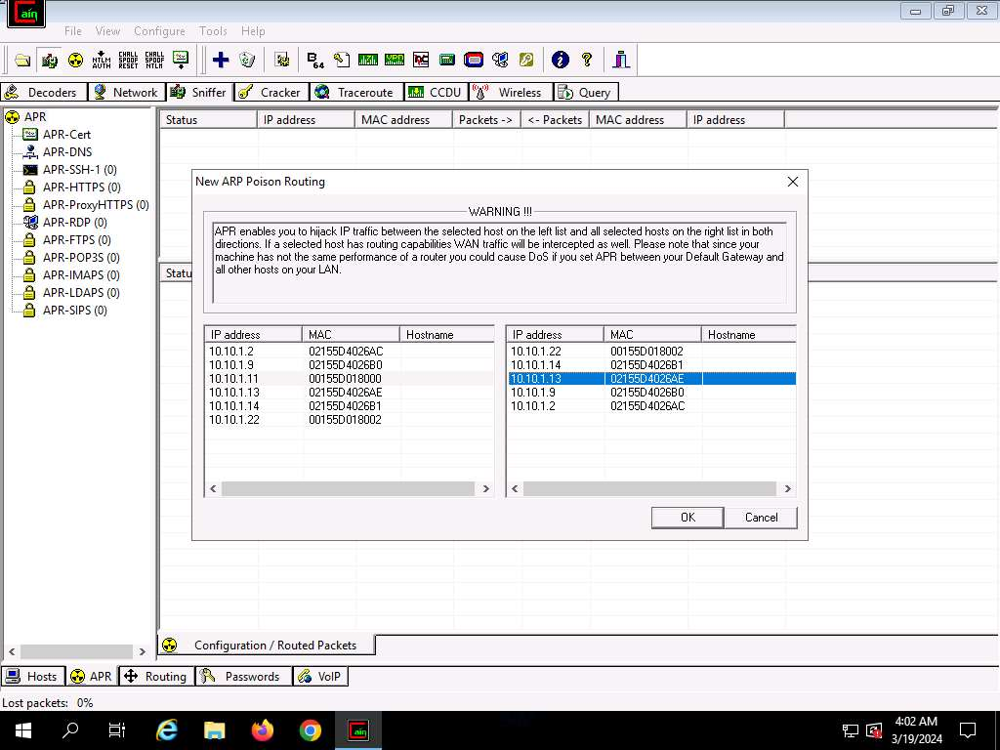 Cain
File View Configure Tools Help
NTLM AUTH
CHALL SPOOF RESET
CHALL SPOOF NTLM
B 64
Decoders Network Sniffer Cracker Traceroute CCDU Wireless Query
APR
APR-Cert
APR-DNS
APR-SSH-1 (0)
APR-HTTPS (0)
APR-ProxyHTTPS (0)
APR-RDP (0)
APR-FTPS (0)
APR-POP3S (0)
APR-IMAPS (0)
APR-LDAPS (0)
APR-SIPS (0)
Status IP address MAC address Packets -> <- Packets MAC address IP address
Statu
New ARP Poison Routing
WARNING !!!
APR enables you to hijack IP traffic between the selected host on the left list and all selected hosts on the right list in both
directions. If a selected host has routing capabilities WAN traffic will be intercepted as well. Please note that since your
machine has not the same performance of a router you could cause DoS if you set APR between your Default Gateway and
all other hosts on your LAN.
IP address MAC Hostname
10.10.1.2 02155D4026AC
10.10.1.9 02155D4026B0
10.10.1.11 00155D018000
10.10.1.13 02155D4026AE
10.10.1.14 02155D4026B1
10.10.1.22 00155D018002
IP address MAC Hostname
10.10.1.22 00155D018002
10.10.1.14 02155D4026B1
10.10.1.13 02155D4026AE
10.10.1.9 02155D4026B0
10.10.1.2 02155D4026AC
OK Cancel
Configuration / Routed Packets
Hosts APR Routing Passwords VoIP
Lost packets: 0%
Cain
4:02 AM
3/19/2024